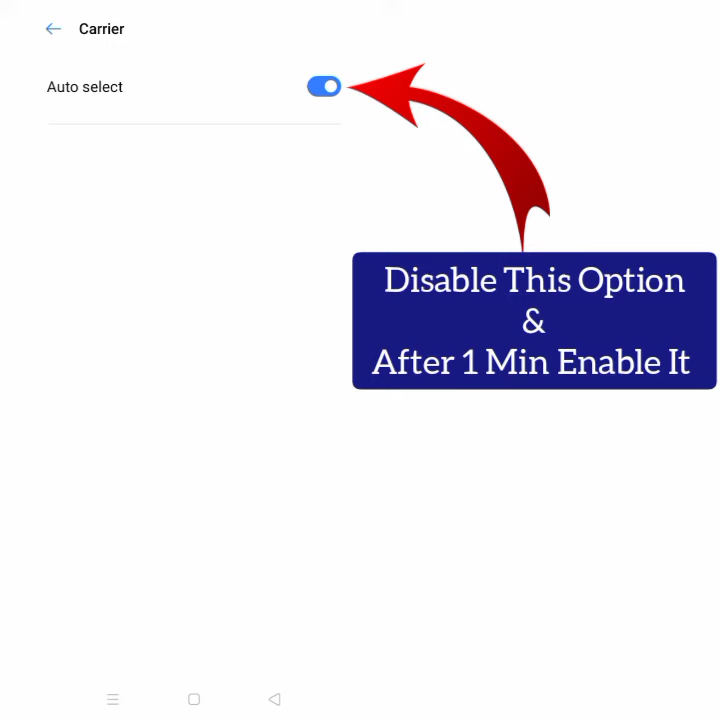 Carrier
Auto select
Disable This Option
&
After 1 Min Enable It